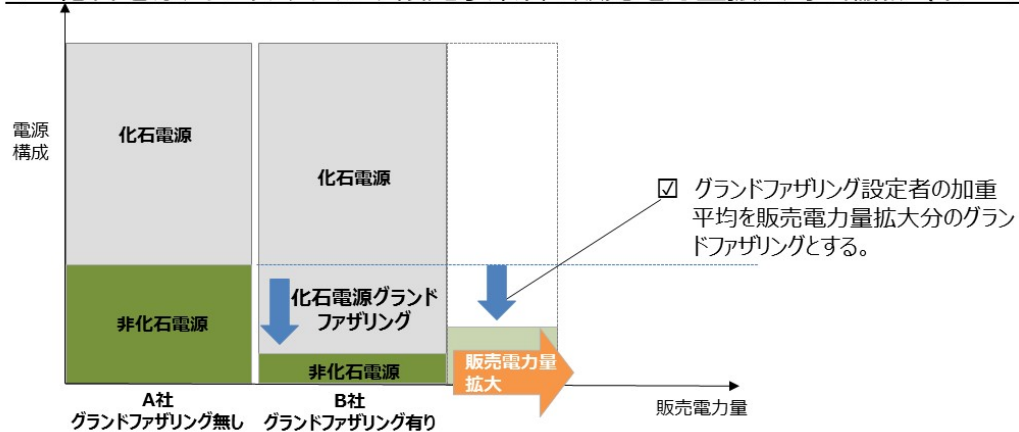 電源
構成
化石電源
化石電源
☑ グランドファザリング設定者の加重
平均を販売電力量拡大分のグラン
ドファザリングとする。
化石電源グランド
ファザリング
非化石電源
非化石電源
販売電力量
拡大
A社
グランドファザリング無し
B社
グランドファザリング有り
販売電力量